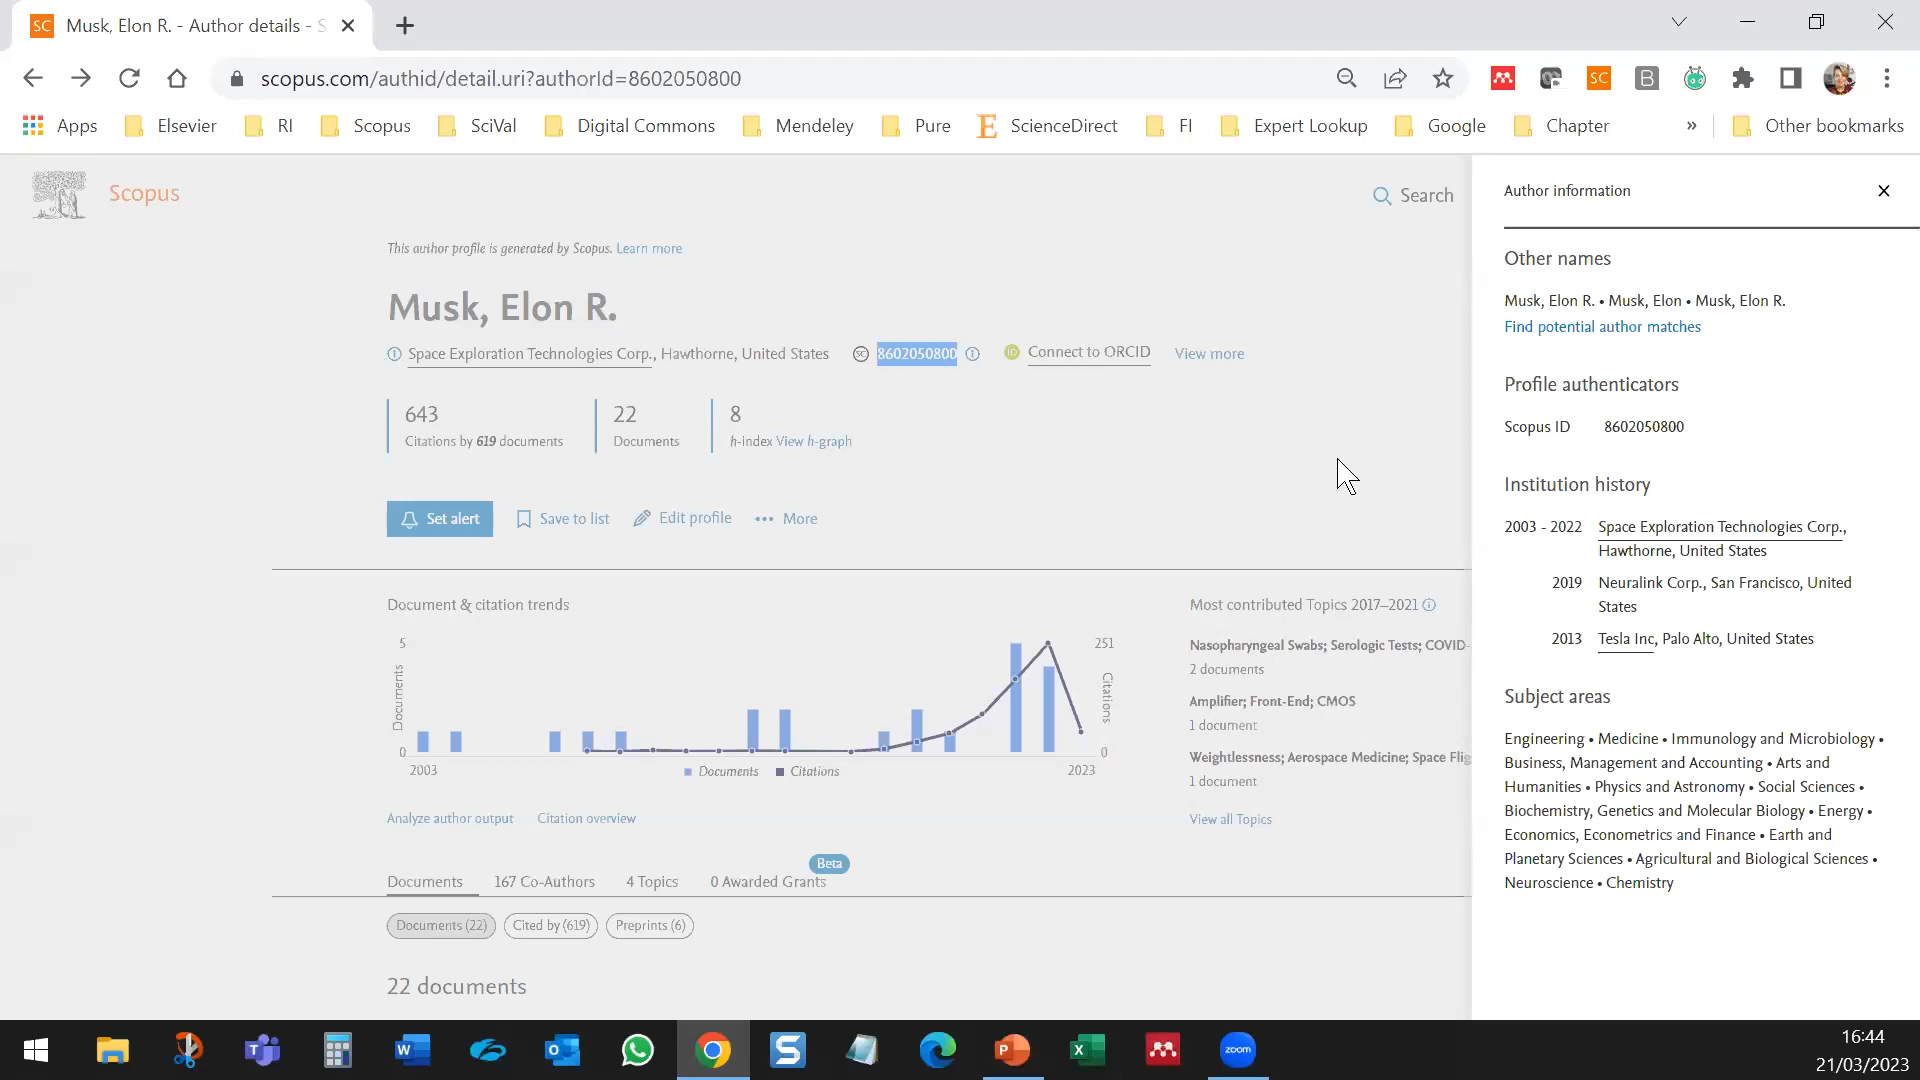 SC Musk, Elon R. - Author details - S
scopus.com/authid/detail.uri?authorId=8602050800
SC B
Apps Elsevier RI Scopus SciVal Digital Commons Mendeley Pure ScienceDirect FI Expert Lookup Google Chapter » Other bookmarks
Scopus
Search
This author profile is generated by Scopus. Learn more
Musk, Elon R.
Space Exploration Technologies Corp., Hawthorne, United States SC 8602050800 iD Connect to ORCID View more
643 22 8
Citations by 619 documents Documents h-index View h-graph
Set alert Save to list Edit profile ••• More
Document & citation trends
5 251
Documents
Citations
0 0
2003 2023
Documents Citations
Analyze author output Citation overview
Most contributed Topics 2017–2021
Nasopharyngeal Swabs; Serologic Tests; COVID-
2 documents
Amplifier; Front-End; CMOS
1 document
Weightlessness; Aerospace Medicine; Space Flig
1 document
View all Topics
Beta
Documents 167 Co-Authors 4 Topics 0 Awarded Grants
Documents (22) Cited by (619) Preprints (6)
22 documents
Author information
Other names
Musk, Elon R. • Musk, Elon • Musk, Elon R.
Find potential author matches
Profile authenticators
Scopus ID 8602050800
Institution history
2003 - 2022 Space Exploration Technologies Corp.,
Hawthorne, United States
2019 Neuralink Corp., San Francisco, United
States
2013 Tesla Inc, Palo Alto, United States
Subject areas
Engineering • Medicine • Immunology and Microbiology •
Business, Management and Accounting • Arts and
Humanities • Physics and Astronomy • Social Sciences •
Biochemistry, Genetics and Molecular Biology • Energy •
Economics, Econometrics and Finance • Earth and
Planetary Sciences • Agricultural and Biological Sciences •
Neuroscience • Chemistry
zoom
16:44
21/03/2023